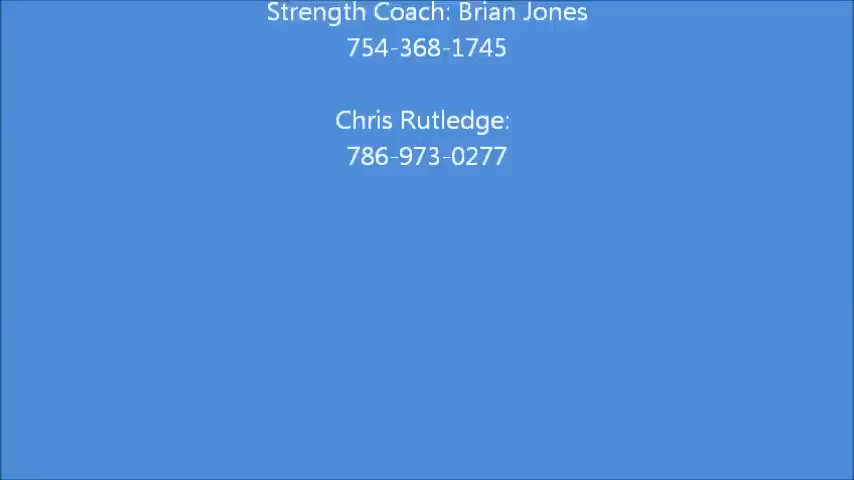 Strength Coach: Brian Jones
754-368-1745
Chris Rutledge:
786-973-0277